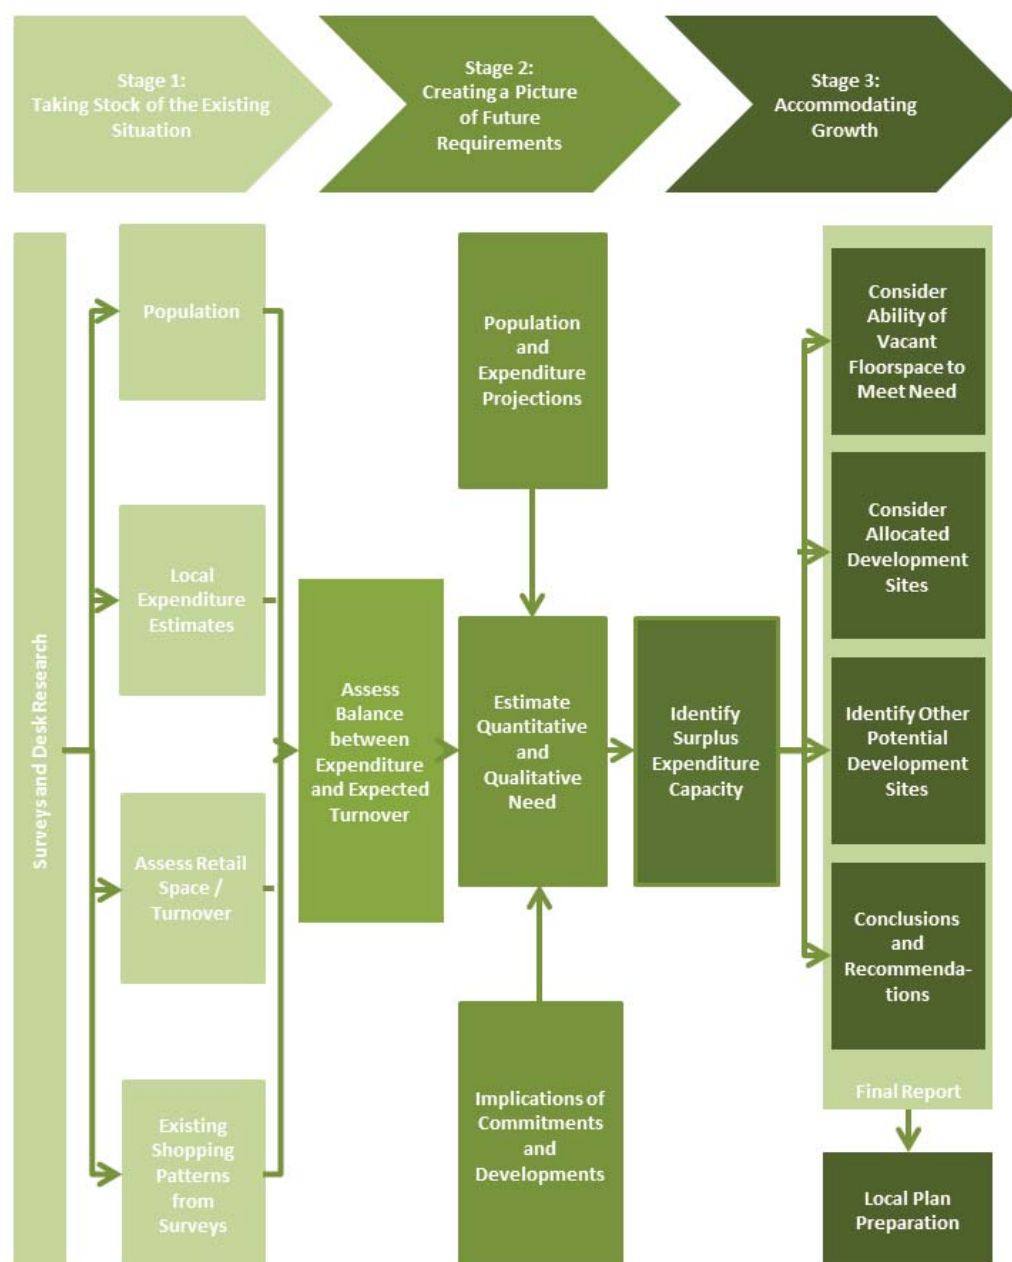 Stage 1:
Taking Stock of the Existing
Situation
Stage 2:
Creating a Picture
of Future
Requirements
Stage 3:
Accommodating
Growth
Surveys and Desk Research
Population
Local
Expenditure
Estimates
Assess Retail
Space /
Turnover
Existing
Shopping
Patterns
from
Surveys
Assess
Balance
between
Expenditure
and Expected
Turnover
Population
and
Expenditure
Projections
Estimate
Quantitative
and
Qualitative
Need
Implications of
Commitments
and
Developments
Identify
Surplus
Expenditure
Capacity
Consider
Ability of
Vacant
Floorspace to
Meet Need
Consider
Allocated
Development
Sites
Identify Other
Potential
Development
Sites
Conclusions
and
Recommenda-
tions
Final Report
Local Plan
Preparation